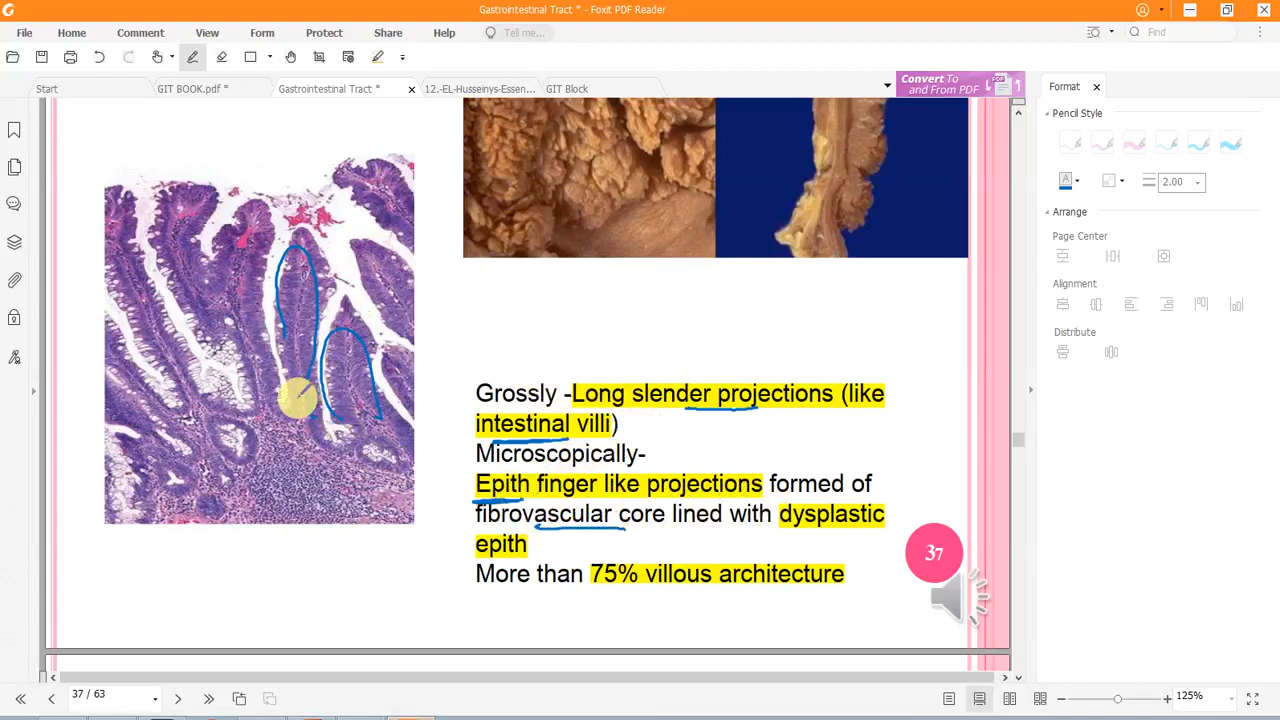 Gastrointestinal Tract * - Foxit PDF Reader
File Home Comment View Form Protect Share Help Tell me... Find
Start GIT BOOK.pdf * Gastrointestinal Tract * 12.-EL-Husseinys-Essen... GIT Block
Convert To
and From PDF
PDF
Format
Pencil Style
2.00
Arrange
Page Center
Alignment
Distribute
Grossly -Long slender projections (like
intestinal villi)
Microscopically-
Epith finger like projections formed of
fibrovascular core lined with dysplastic
epith
More than 75% villous architecture
37
37 / 63
125%